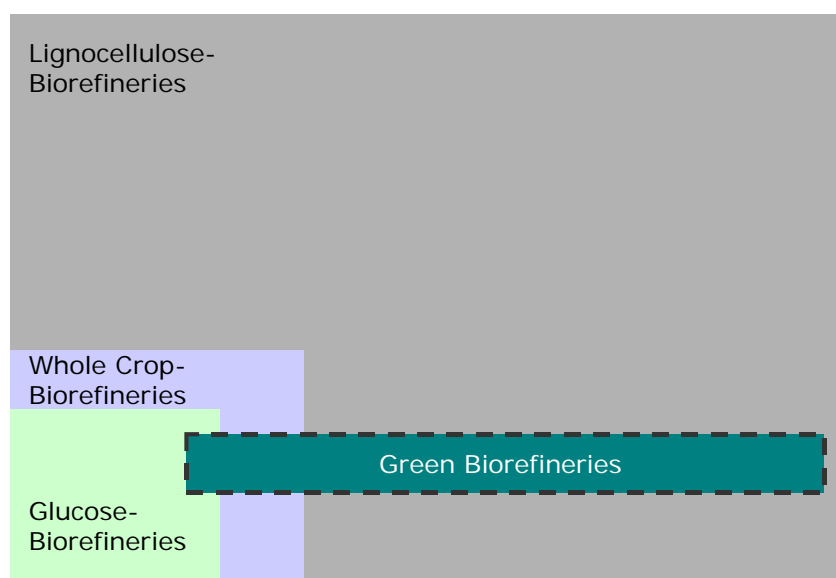 Lignocellulose-
Biorefineries
Whole Crop-
Biorefineries
Green Biorefineries
Glucose-
Biorefineries